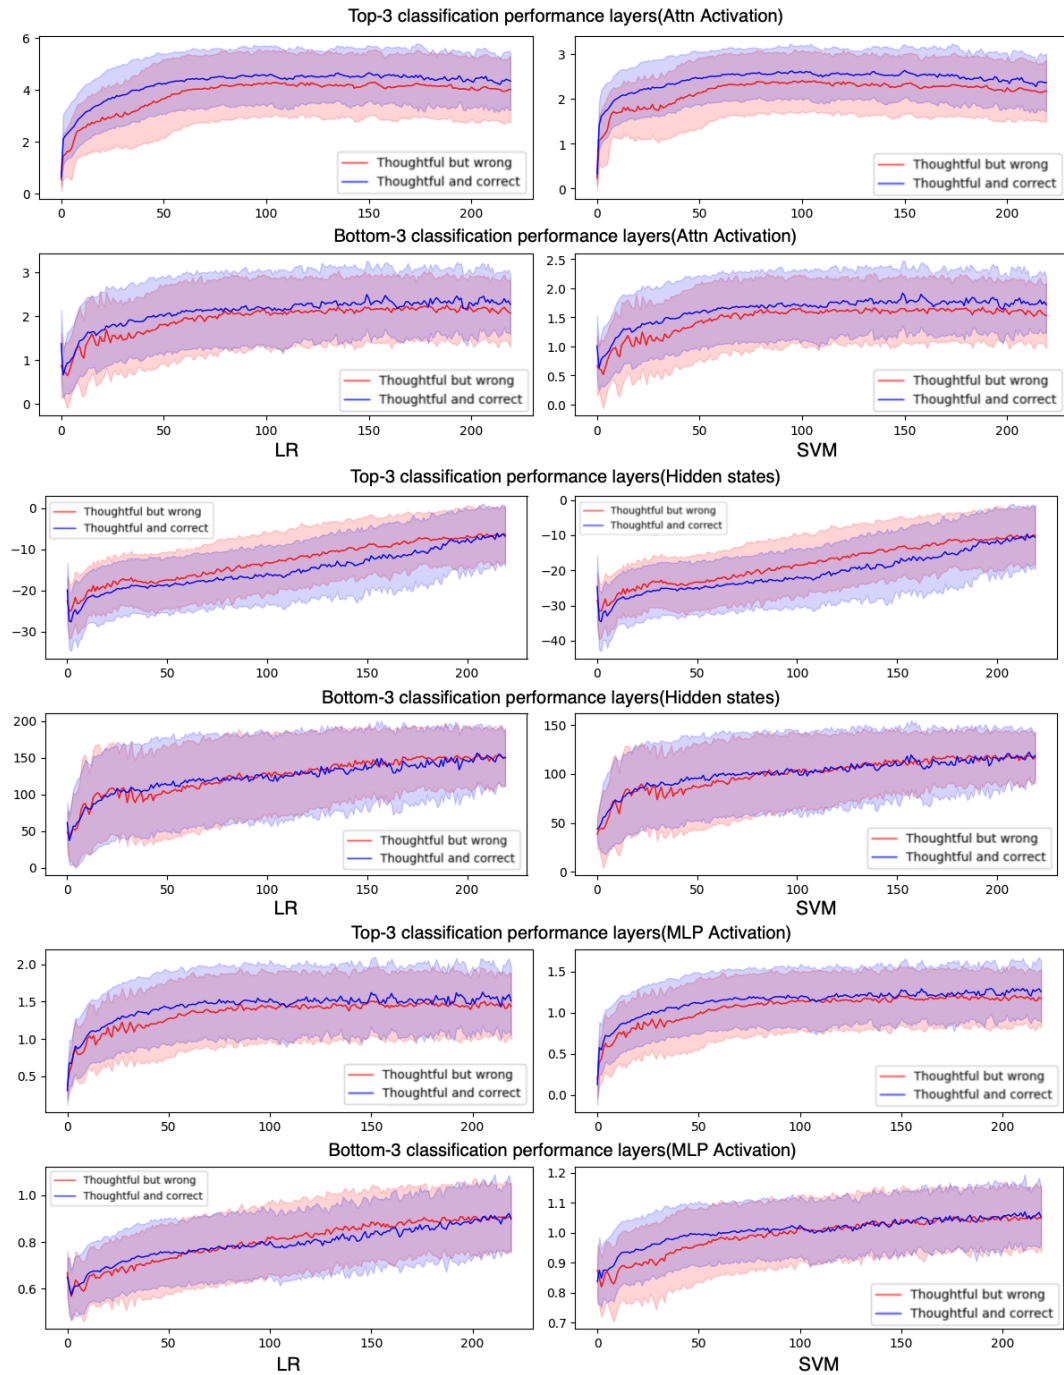 Top-3 classification performance layers(Attn Activation)
6
4
2
0
0 50 100 150 200
Thoughtful but wrong
Thoughtful and correct
3
2
1
0
0 50 100 150 200
Thoughtful but wrong
Thoughtful and correct
Bottom-3 classification performance layers(Attn Activation)
3
2
1
0
0 50 100 150 200
Thoughtful but wrong
Thoughtful and correct
LR
2.5
2.0
1.5
1.0
0.5
0.0
0 50 100 150 200
Thoughtful but wrong
Thoughtful and correct
SVM
Top-3 classification performance layers(Hidden states)
0
−10
−20
−30
0 50 100 150 200
Thoughtful but wrong
Thoughtful and correct
0
−10
−20
−30
−40
0 50 100 150 200
Thoughtful but wrong
Thoughtful and correct
Bottom-3 classification performance layers(Hidden states)
200
150
100
50
0
0 50 100 150 200
Thoughtful but wrong
Thoughtful and correct
LR
150
100
50
0
0 50 100 150 200
Thoughtful but wrong
Thoughtful and correct
SVM
Top-3 classification performance layers(MLP Activation)
2.0
1.5
1.0
0.5
0 50 100 150 200
Thoughtful but wrong
Thoughtful and correct
1.5
1.0
0.5
0.0
0 50 100 150 200
Thoughtful but wrong
Thoughtful and correct
Bottom-3 classification performance layers(MLP Activation)
1.0
0.8
0.6
0 50 100 150 200
Thoughtful but wrong
Thoughtful and correct
LR
1.2
1.1
1.0
0.9
0.8
0.7
0 50 100 150 200
Thoughtful but wrong
Thoughtful and correct
SVM